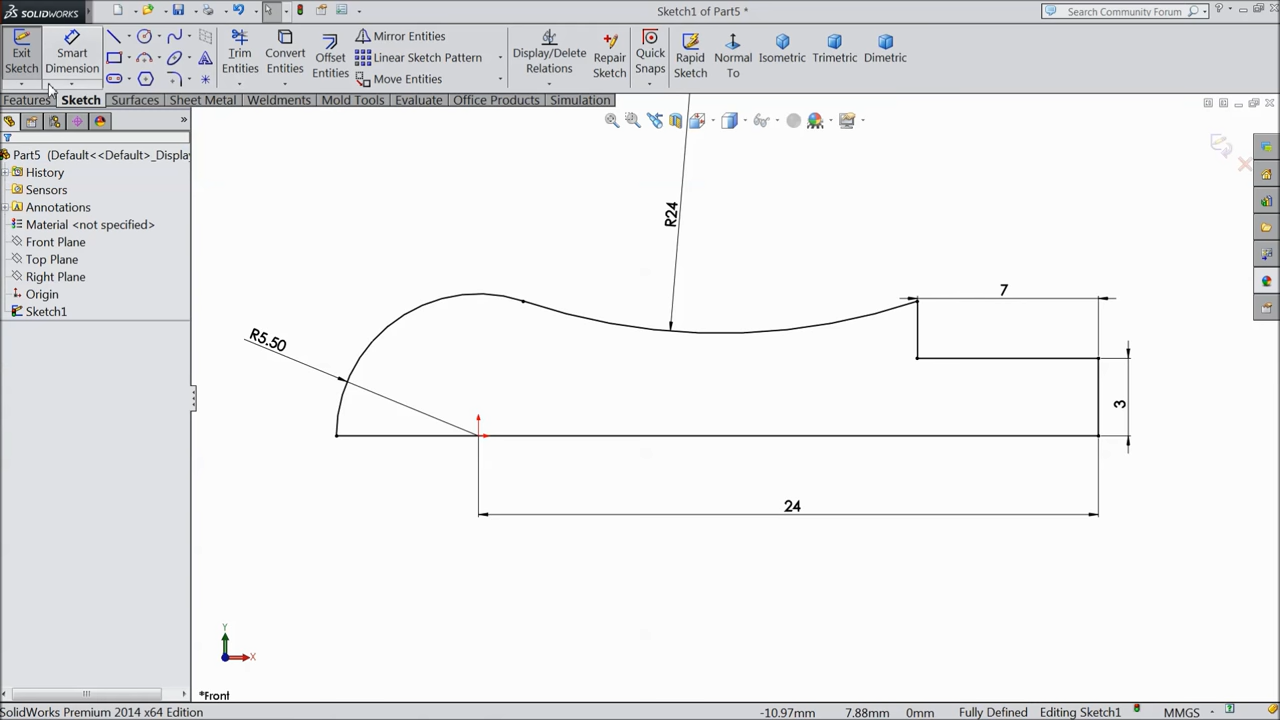 SOLIDWORKS
Sketch1 of Part5 *
Search Community Forum
Exit Sketch
Smart Dimension
Trim Entities
Convert Entities
Offset Entities
Mirror Entities
Linear Sketch Pattern
Move Entities
Display/Delete Relations
Repair Sketch
Quick Snaps
Rapid Sketch
Normal To
Isometric
Trimetric
Dimetric
Features
Sketch
Surfaces
Sheet Metal
Weldments
Mold Tools
Evaluate
Office Products
Simulation
Part5 (Default<<Default>_Display
History
Sensors
Annotations
Material <not specified>
Front Plane
Top Plane
Right Plane
Origin
Sketch1
R24
7
R5.50
3
24
Y
X
*Front
SolidWorks Premium 2014 x64 Edition
-10.97mm
7.88mm
0mm
Fully Defined
Editing Sketch1
MMGS